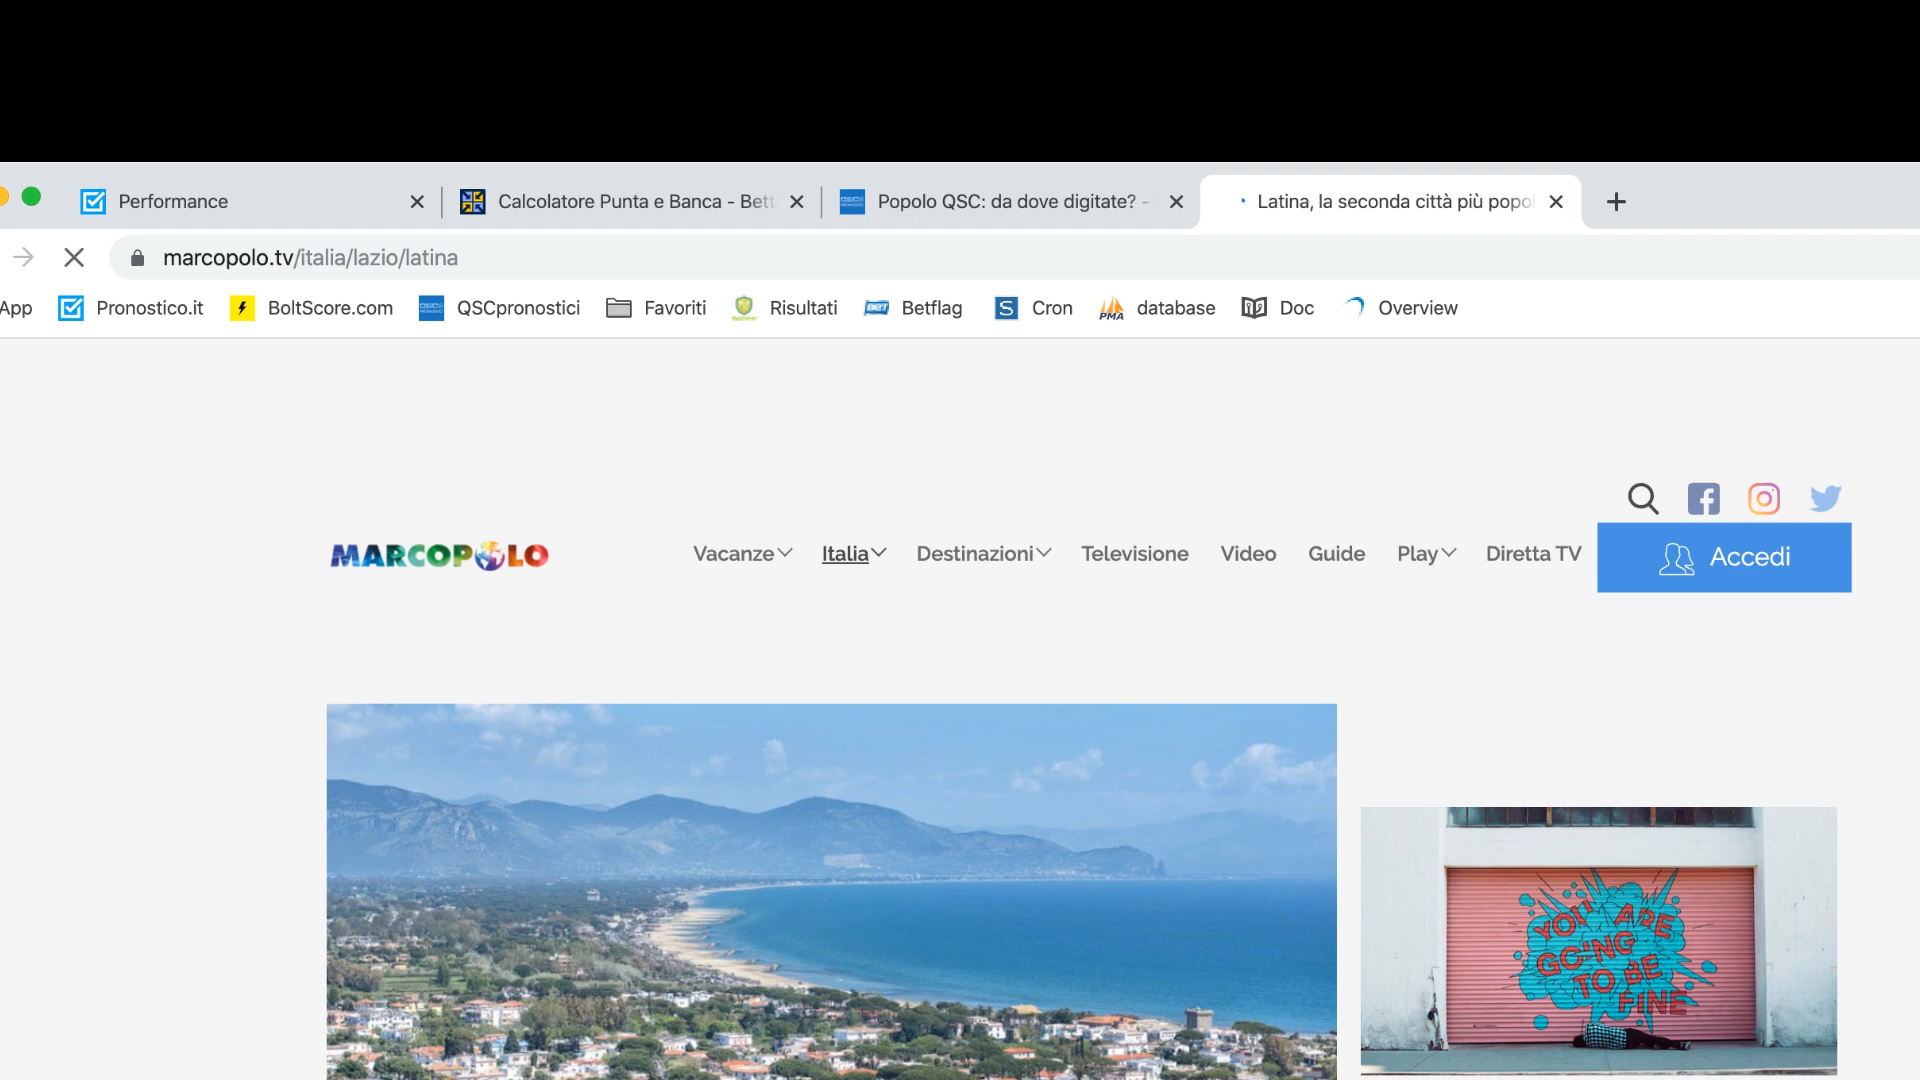 Performance
Calcolatore Punta e Banca - Bett
Popolo QSC: da dove digitate? -
Latina, la seconda città più popol
marcopolo.tv/italia/lazio/latina
App Pronostico.it BoltScore.com QSCpronostici Favoriti Risultati Betflag Cron database Doc Overview
MARCOPOLO
Vacanze Italia Destinazioni Televisione Video Guide Play Diretta TV Accedi
YOU ARE
GOING
TO BE
FINE